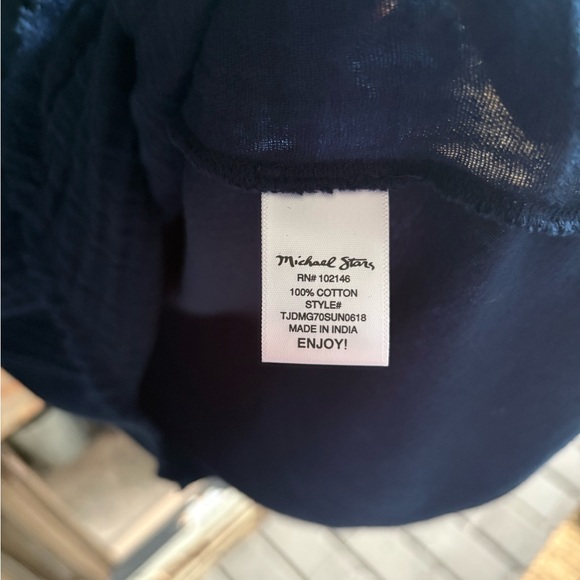 Michael Stars
RN# 102146
100% COTTON
STYLE#
TJDMG70SUN0618
MADE IN INDIA
ENJOY!